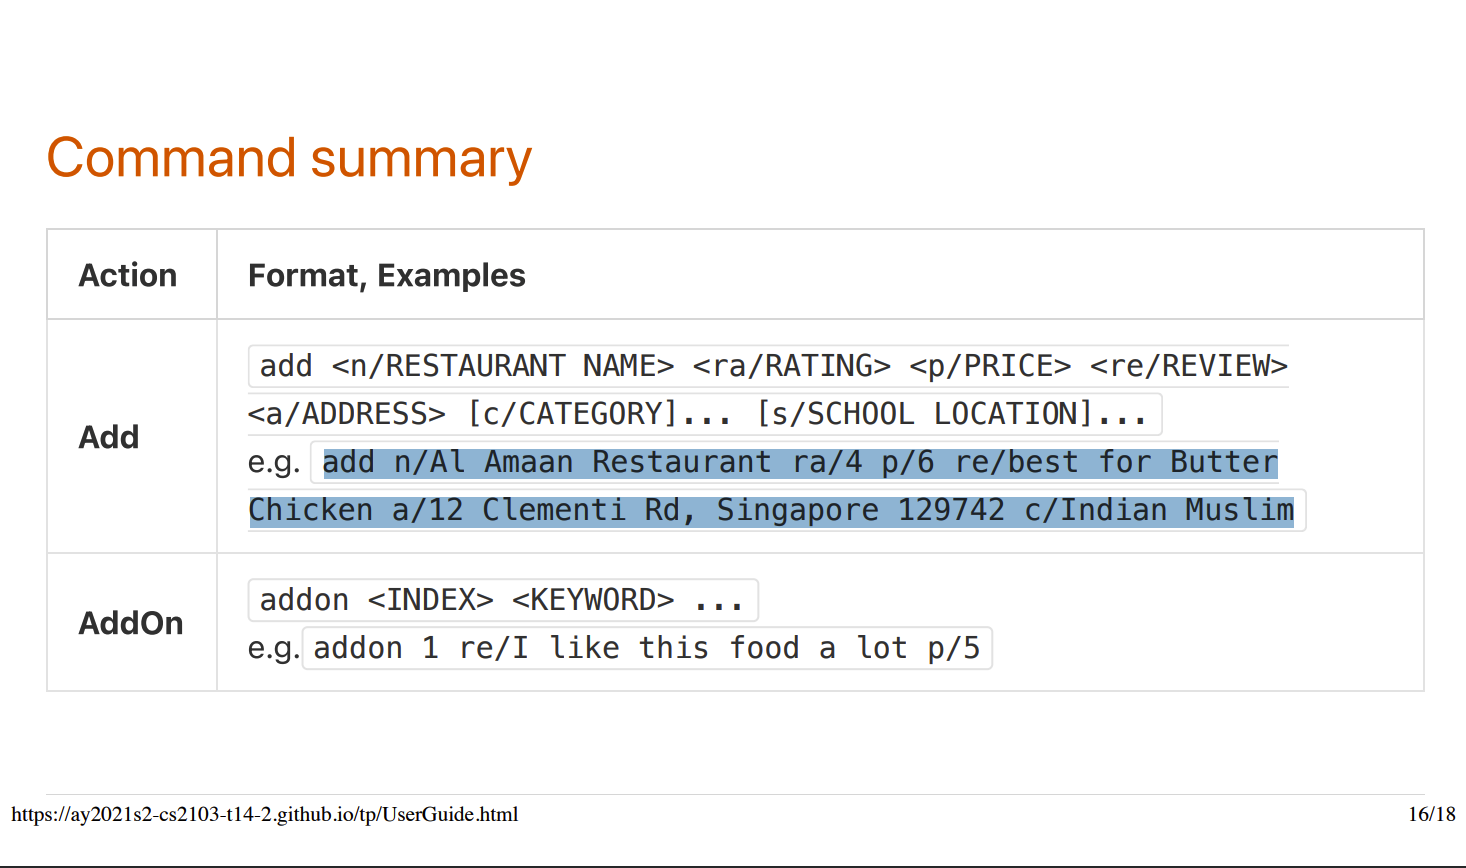 Command summary
Action
Format, Examples
Add
add <n/RESTAURANT NAME> <ra/RATING> <p/PRICE> <re/REVIEW>
<a/ADDRESS> [c/CATEGORY]... [s/SCHOOL LOCATION]...
e.g. add n/Al Amaan Restaurant ra/4 p/6 re/best for Butter
Chicken a/12 Clementi Rd, Singapore 129742 c/Indian Muslim
AddOn
addon <INDEX> <KEYWORD> ...
e.g. addon 1 re/I like this food a lot p/5
https://ay2021s2-cs2103-t14-2.github.io/tp/UserGuide.html
16/18